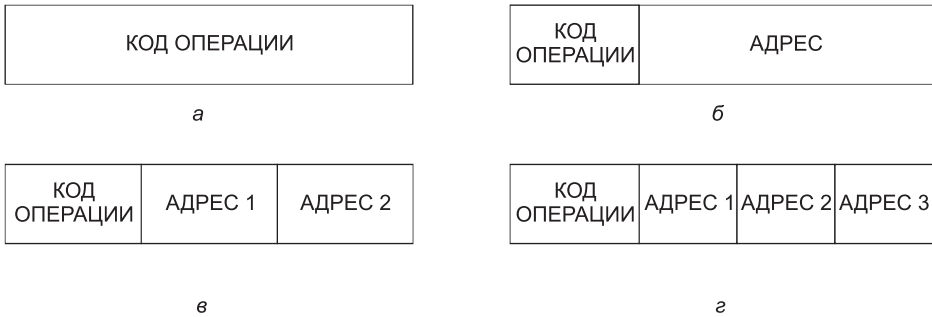 КОД ОПЕРАЦИИ
КОД
ОПЕРАЦИИ
АДРЕС
а
б
КОД
ОПЕРАЦИИ
АДРЕС 1
АДРЕС 2
КОД
ОПЕРАЦИИ
АДРЕС 1
АДРЕС 2
АДРЕС 3
в
г